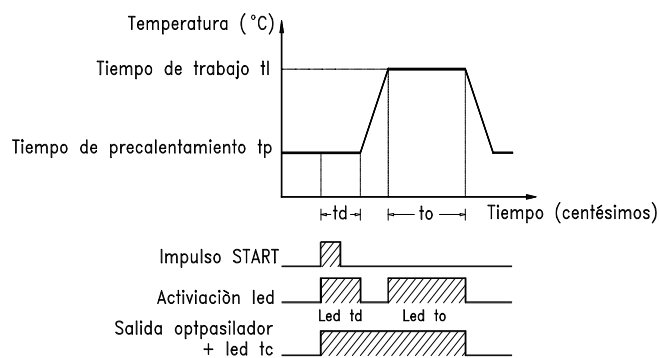 Temperatura (°C)
Tiempo de trabajo tl
Tiempo de precalentamiento tp
td
to
Tiempo (centésimos)
Impulso START
Activiaciòn led
Led td
Led to
Salida optpasilador
+ led tc